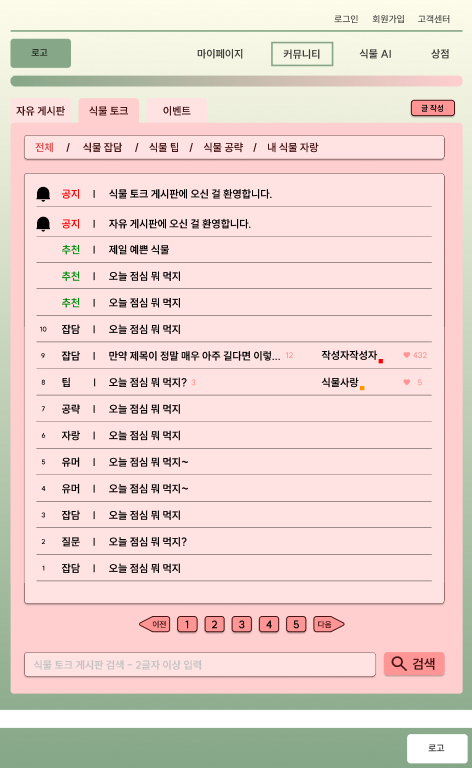 로그인 회원가입 고객센터
로고 마이페이지 커뮤니티 식물 AI 상점
자유 게시판 식물 토크 이벤트 글 작성
전체 / 식물 잡담 / 식물 팁 / 식물 공략 / 내 식물 자랑
공지 | 식물 토크 게시판에 오신 걸 환영합니다.
공지 | 자유 게시판에 오신 걸 환영합니다.
추천 | 제일 예쁜 식물
추천 | 오늘 점심 뭐 먹지
추천 | 오늘 점심 뭐 먹지
10 잡담 | 오늘 점심 뭐 먹지
9 잡담 | 만약 제목이 정말 매우 아주 길다면 이렇... 12 작성자작성자 432
8 팁 | 오늘 점심 뭐 먹지? 3 식물사랑 5
7 공략 | 오늘 점심 뭐 먹지
6 자랑 | 오늘 점심 뭐 먹지
5 유머 | 오늘 점심 뭐 먹지~
4 유머 | 오늘 점심 뭐 먹지~
3 잡담 | 오늘 점심 뭐 먹지
2 질문 | 오늘 점심 뭐 먹지?
1 잡담 | 오늘 점심 뭐 먹지
이전 1 2 3 4 5 다음
식물 토크 게시판 검색 - 2글자 이상 입력 검색
로고